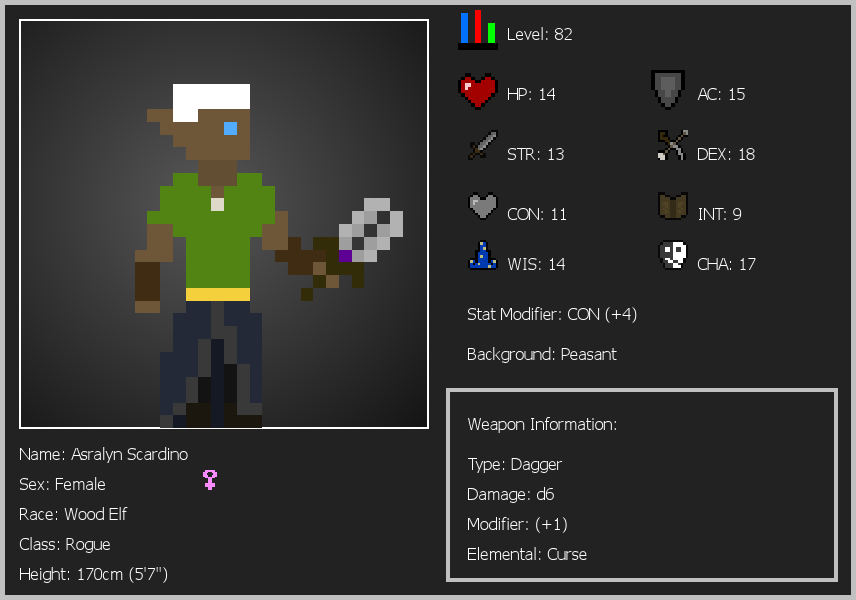 Level: 82
HP: 14
AC: 15
STR: 13
DEX: 18
CON: 11
INT: 9
WIS: 14
CHA: 17
Stat Modifier: CON (+4)
Background: Peasant
Weapon Information:
Type: Dagger
Damage: d6
Modifier: (+1)
Elemental: Curse
Name: Asralyn Scardino
Sex: Female
Race: Wood Elf
Class: Rogue
Height: 170cm (5'7")